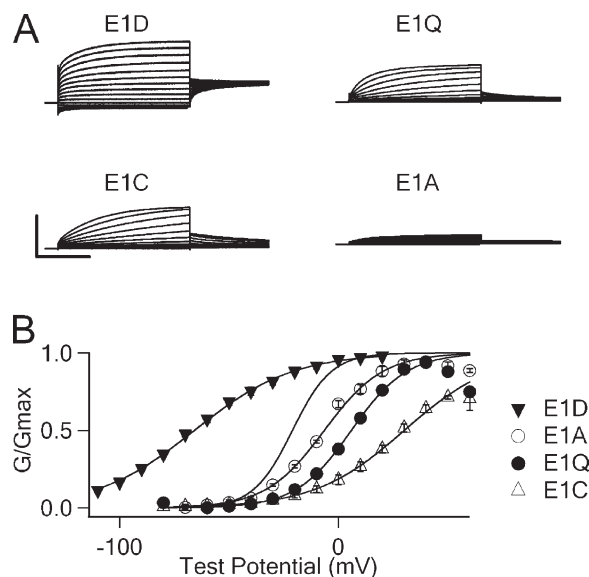 A
E1D
E1Q
E1C
E1A
B
1.0
0.5
0.0
G/Gmax
-100
0
Test Potential (mV)
E1D
E1A
E1Q
E1C